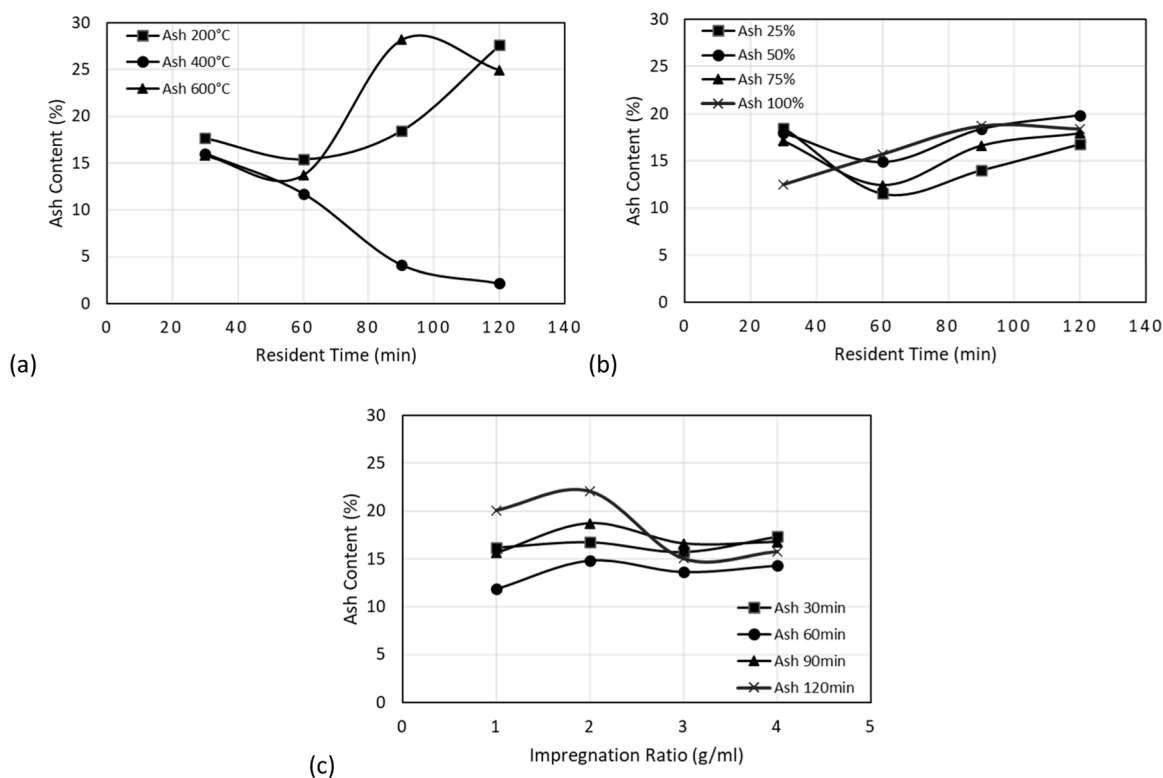 30
25
20
15
10
5
0
Ash Content (%)
Ash 200°C
Ash 400°C
Ash 600°C
0 20 40 60 80 100 120 140
Resident Time (min)
(a)
30
25
20
15
10
5
0
Ash Content (%)
Ash 25%
Ash 50%
Ash 75%
Ash 100%
0 20 40 60 80 100 120 140
Resident Time (min)
(b)
30
25
20
15
10
5
0
Ash Content (%)
Ash 30min
Ash 60min
Ash 90min
Ash 120min
0 1 2 3 4 5
Impregnation Ratio (g/ml)
(c)